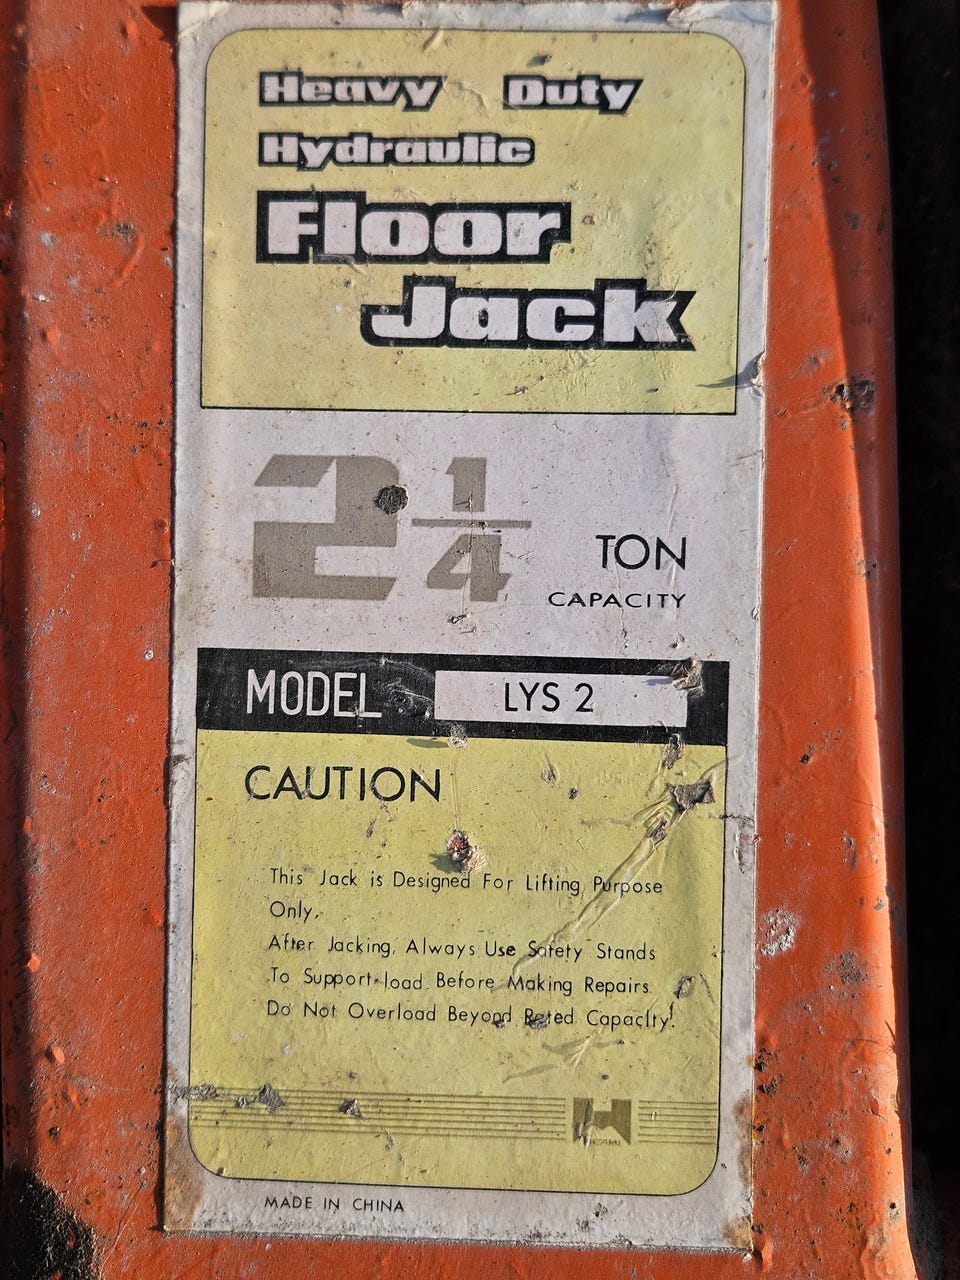 Heavy Duty
Hydraulic
Floor
Jack
2 1/4
TON
CAPACITY
MODEL LYS 2
CAUTION
This Jack is Designed For Lifting Purpose
Only.
After Jacking, Always Use Safety Stands
To Support load Before Making Repairs.
Do Not Overload Beyond Reted Capacity.
MADE IN CHINA